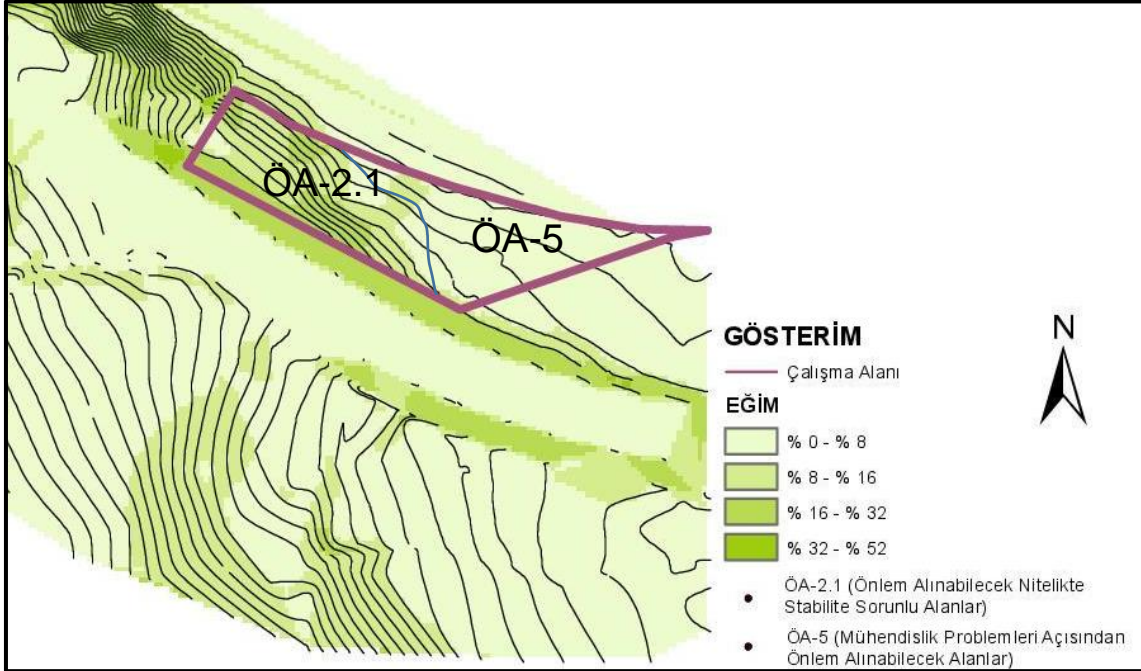 ÖA-2.1
ÖA-5
N
GÖSTERİM
Çalışma Alanı
EĞİM
% 0 - % 8
% 8 - % 16
% 16 - % 32
% 32 - % 52
ÖA-2.1 (Önlem Alınabilecek Nitelikte
Stabilite Sorunlu Alanlar)
ÖA-5 (Mühendislik Problemleri Açısından
Önlem Alınabilecek Alanlar)